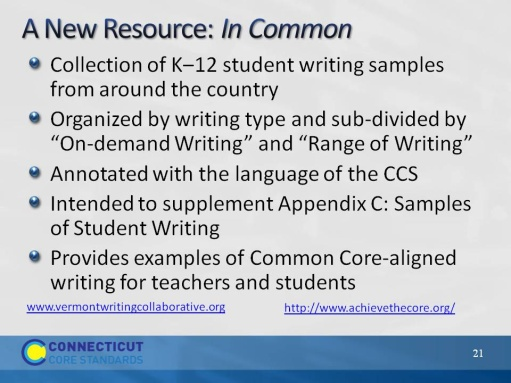 A New Resource: In Common
Collection of K–12 student writing samples
from around the country
Organized by writing type and sub-divided by
“On-demand Writing” and “Range of Writing”
Annotated with the language of the CCS
Intended to supplement Appendix C: Samples
of Student Writing
Provides examples of Common Core-aligned
writing for teachers and students
www.vermontwritingcollaborative.org http://www.achievethecore.org/
CONNECTICUT
CORE STANDARDS
21